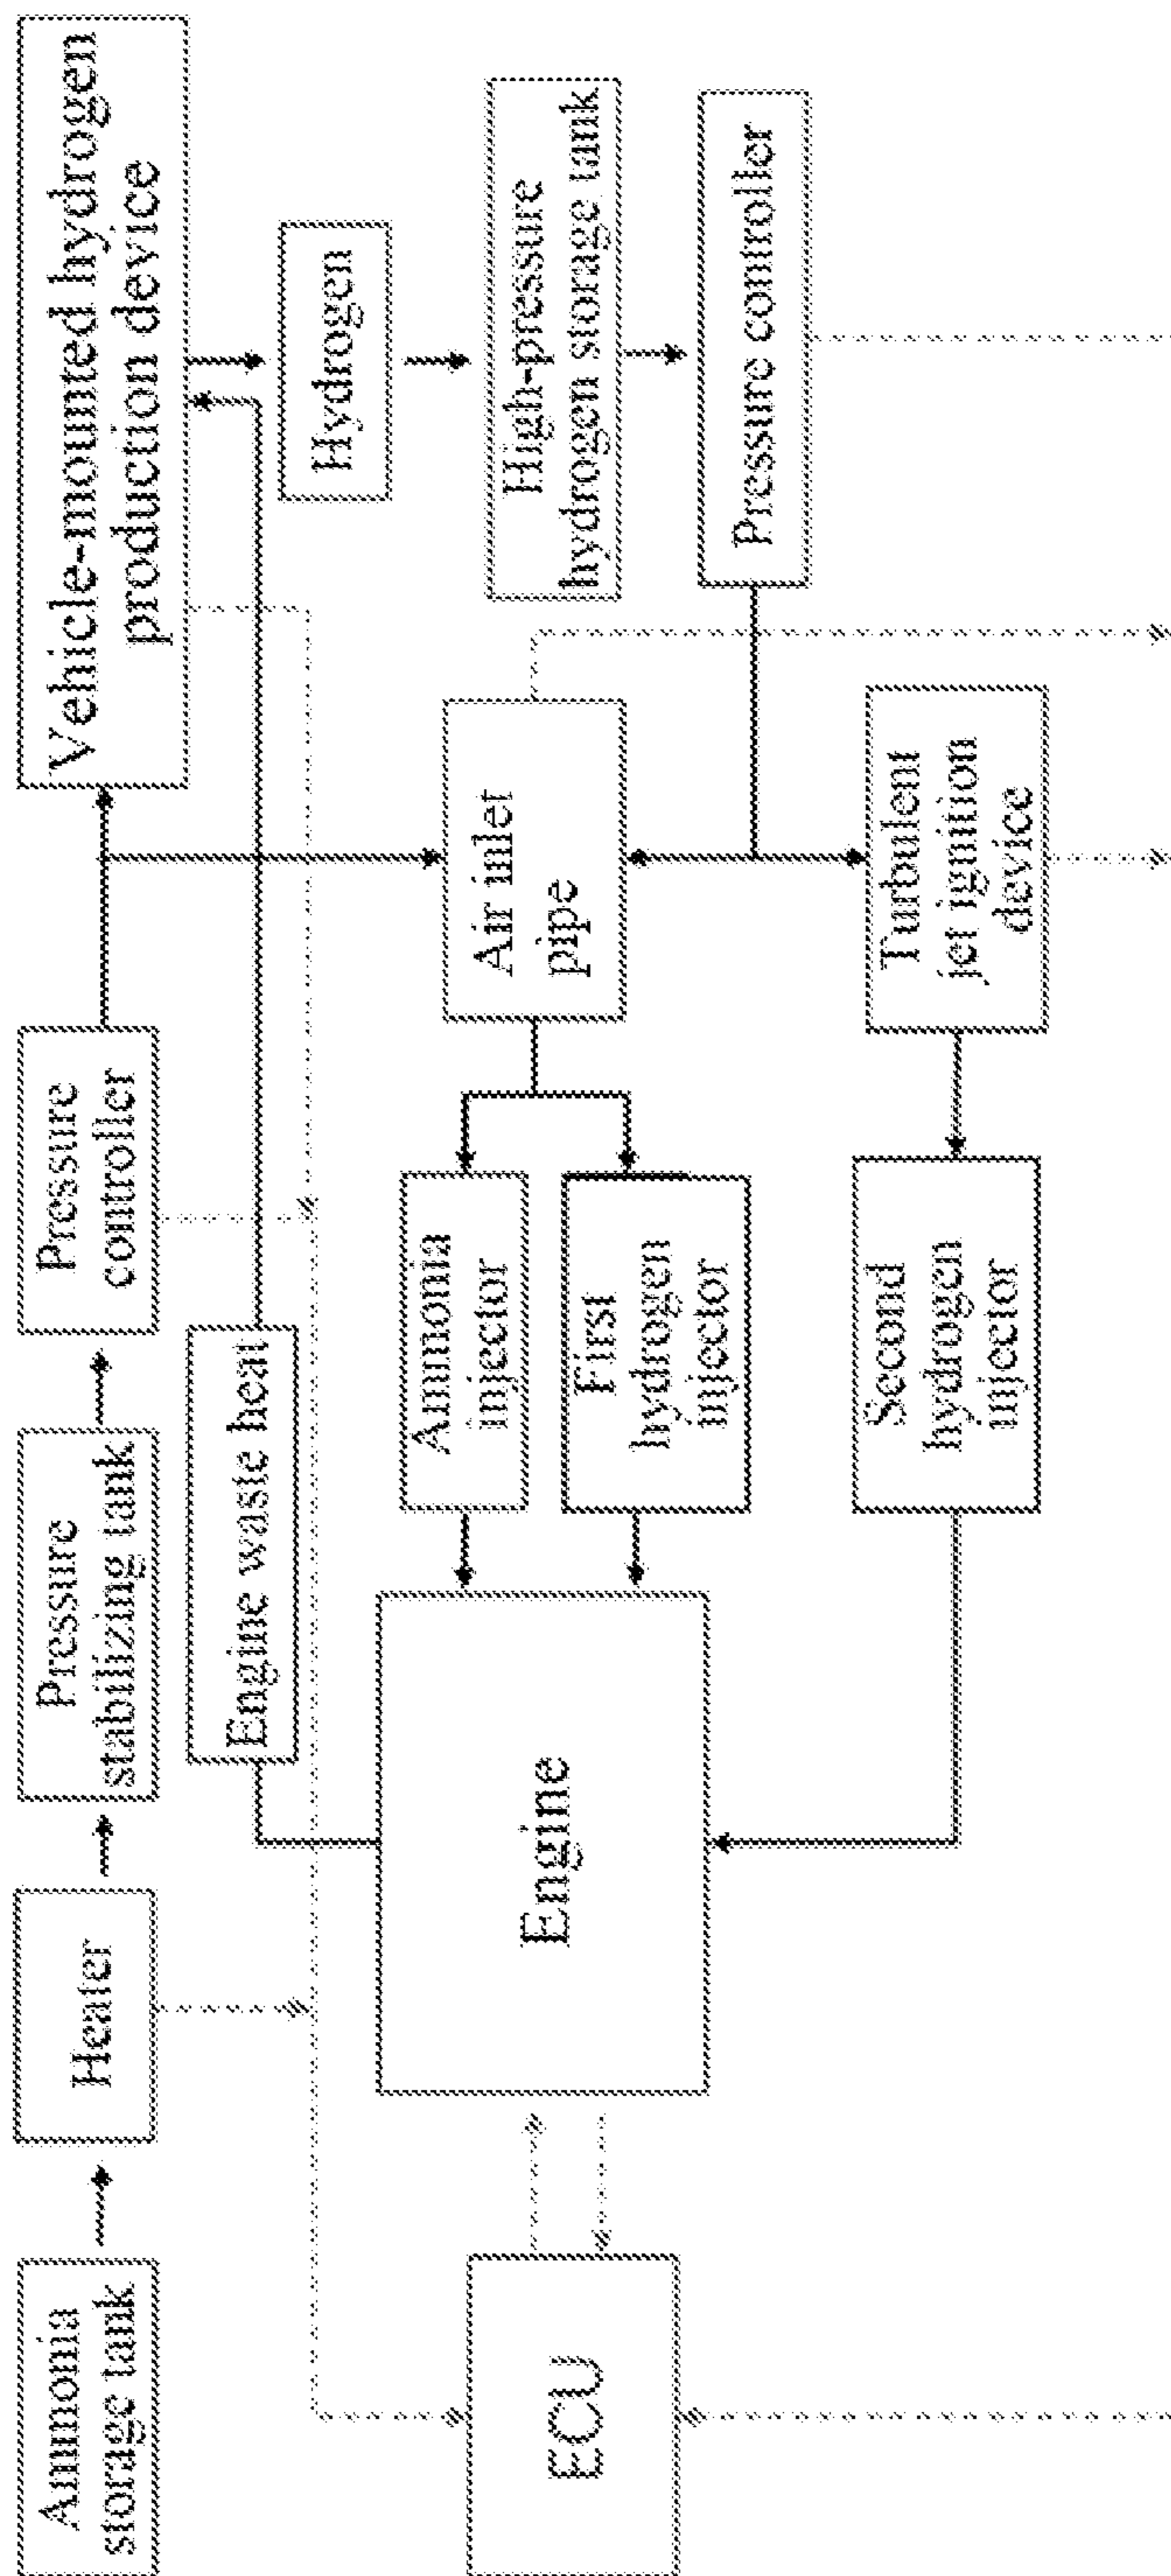 Ammonia
storage tank
Heater
Pressure
stabilizing tank
Pressure
controller
Vehicle-mounted hydrogen
production device
Engine waste heat
Hydrogen
ECU
Engine
Ammonia
injector
First
hydrogen
injector
Air inlet
pipe
High-pressure
hydrogen storage tank
Pressure controller
Second
hydrogen
injector
Turbulent
jet ignition
device